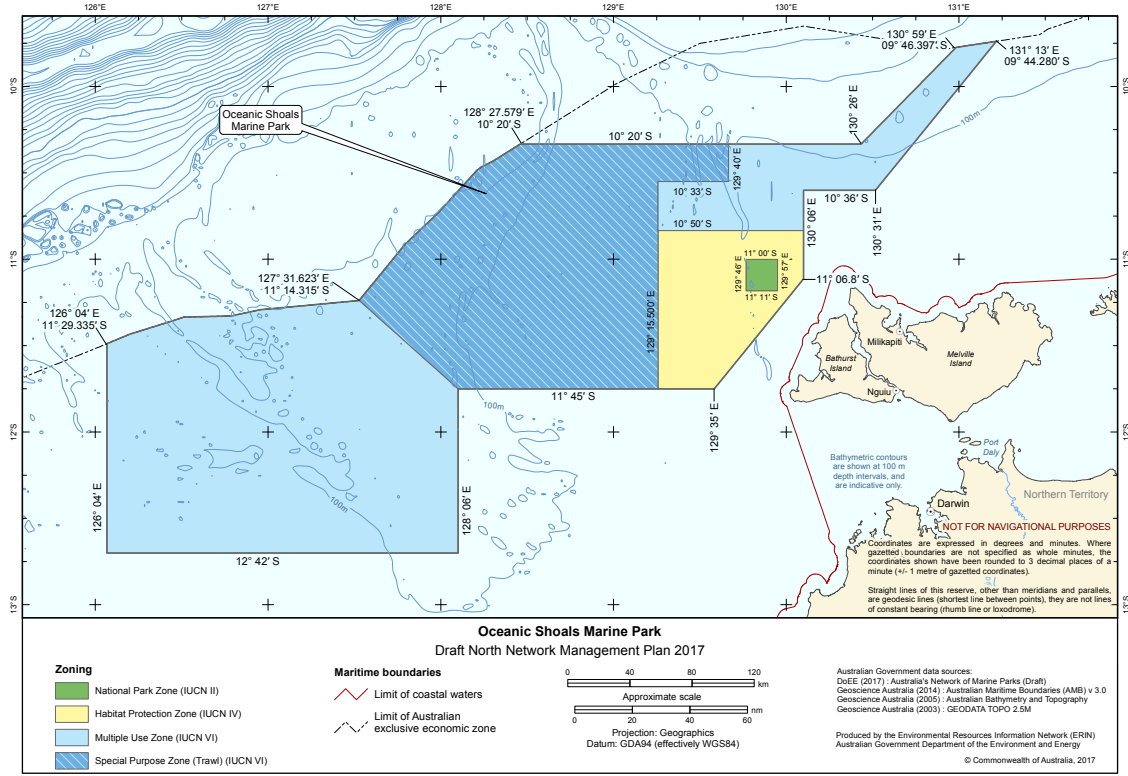 126°E
127°E
128°E
129°E
130°E
131°E
130° 59′ E
09° 46.397′ S
131° 13′ E
09° 44.280′ S
10°S
10°S
Oceanic Shoals
Marine Park
128° 27.579′ E
10° 20′ S
10° 20′ S
130° 26′ E
100m
129° 40′ E
10° 33′ S
10° 36′ S
10° 50′ S
130° 06′ E
130° 31′ E
11°S
11°S
11° 00′ S
129° 46′ E
129° 57′ E
11° 11′ S
11° 06.8′ S
127° 31.623′ E
11° 14.315′ S
126° 04′ E
11° 29.335′ S
129° 15.500′ E
Milikapiti
Bathurst
Island
Melville
Island
Nguiu
11° 45′ S
100m
129° 35′ E
12°S
12°S
Port
Daly
Bathymetric contours
are shown at 100 m
depth intervals, and
are indicative only.
126° 04′ E
100m
128° 06′ E
Northern Territory
Darwin
NOT FOR NAVIGATIONAL PURPOSES
12° 42′ S
Coordinates are expressed in degrees and minutes. Where
gazetted boundaries are not specified as whole minutes, the
coordinates shown have been rounded to 3 decimal places of a
minute (+/- 1 metre of gazetted coordinates).
Straight lines of this reserve, other than meridians and parallels,
are geodesic lines (shortest line between points), they are not lines
of constant bearing (rhumb line or loxodrome).
13°S
13°S
Oceanic Shoals Marine Park
Draft North Network Management Plan 2017
Zoning
National Park Zone (IUCN II)
Habitat Protection Zone (IUCN IV)
Multiple Use Zone (IUCN VI)
Special Purpose Zone (Trawl) (IUCN VI)
Maritime boundaries
Limit of coastal waters
Limit of Australian
exclusive economic zone
0 40 80 120
km
Approximate scale
0 20 40 60
nm
Projection: Geographics
Datum: GDA94 (effectively WGS84)
Australian Government data sources:
DoEE (2017) : Australia's Network of Marine Parks (Draft)
Geoscience Australia (2014) : Australian Maritime Boundaries (AMB) v 3.0
Geoscience Australia (2005) : Australian Bathymetry and Topography
Geoscience Australia (2003) : GEODATA TOPO 2.5M
Produced by the Environmental Resources Information Network (ERIN)
Australian Government Department of the Environment and Energy
© Commonwealth of Australia, 2017